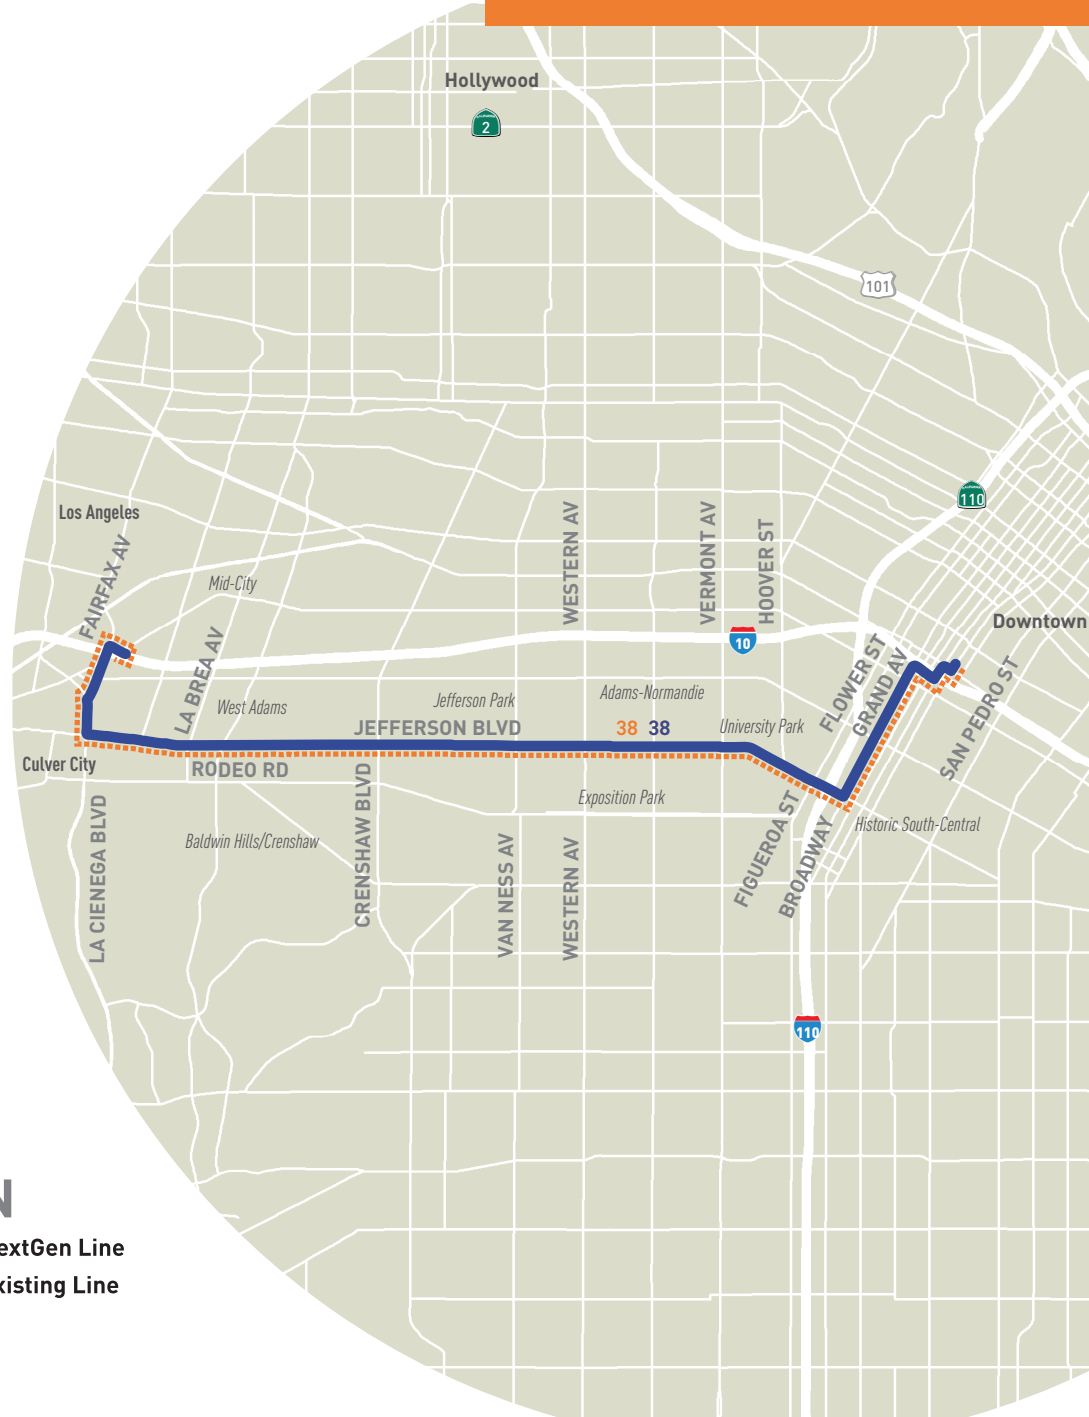 Hollywood
CALIFORNIA
2
101
CALIFORNIA
110
Los Angeles
FAIRFAX AV
Mid-City
WESTERN AV
VERMONT AV
HOOVER ST
Downtown
10
LA BREA AV
West Adams
Jefferson Park
Adams-Normandie
FLOWER ST
GRAND AV
SAN PEDRO ST
JEFFERSON BLVD
38 38
University Park
Culver City
RODEO RD
Exposition Park
Historic South-Central
Baldwin Hills/Crenshaw
LA CIENEGA BLVD
CRENSHAW BLVD
VAN NESS AV
WESTERN AV
FIGUEROA ST
BROADWAY
110
N
extGen Line
xisting Line